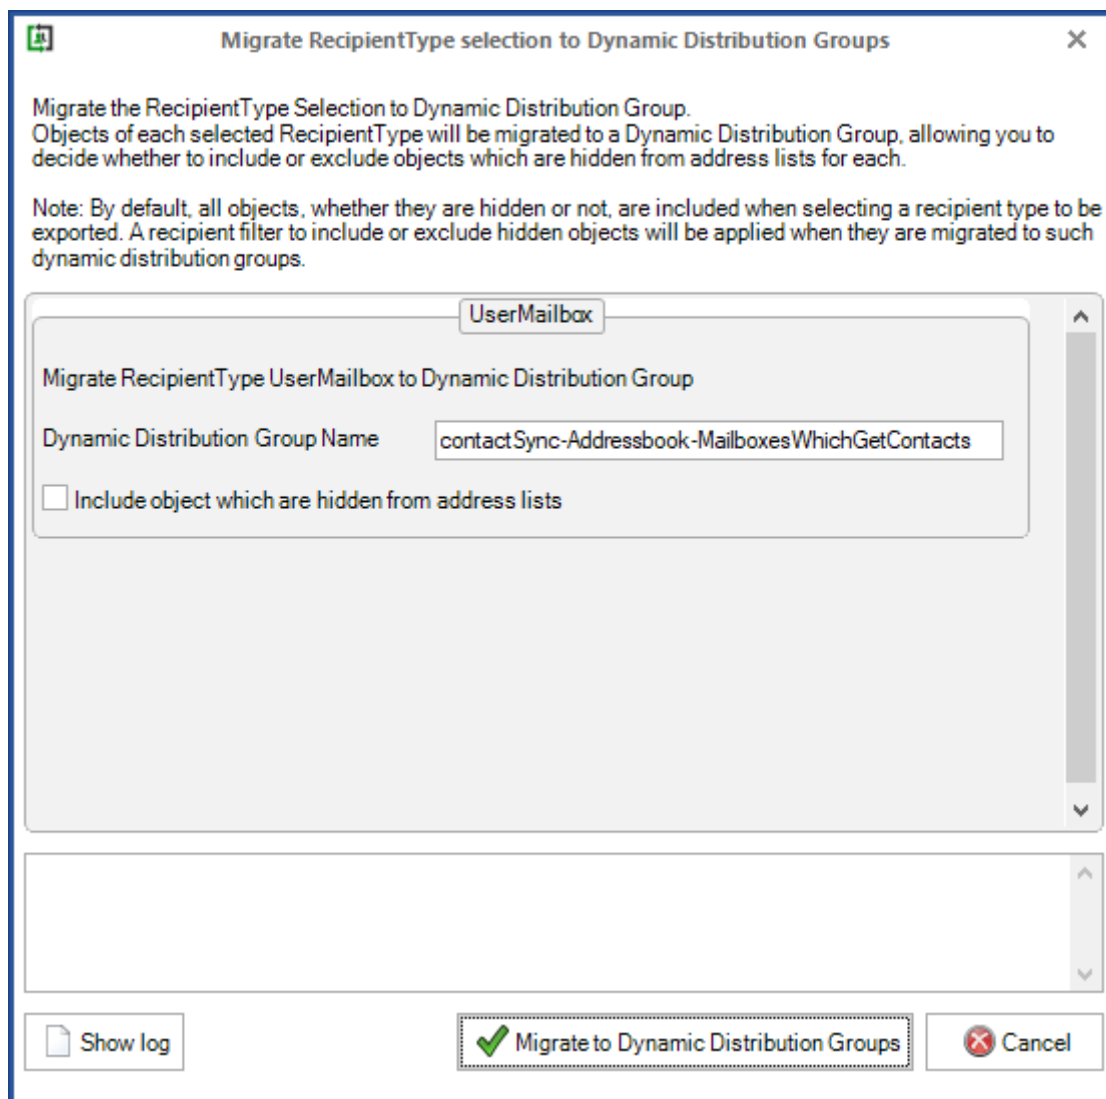 Migrate RecipientType selection to Dynamic Distribution Groups
Migrate the RecipientType Selection to Dynamic Distribution Group.
Objects of each selected RecipientType will be migrated to a Dynamic Distribution Group, allowing you to
decide whether to include or exclude objects which are hidden from address lists for each.
Note: By default, all objects, whether they are hidden or not, are included when selecting a recipient type to be
exported. A recipient filter to include or exclude hidden objects will be applied when they are migrated to such
dynamic distribution groups.
UserMailbox
Migrate RecipientType UserMailbox to Dynamic Distribution Group
Dynamic Distribution Group Name
contactSync-Addressbook-MailboxesWhichGetContacts
Include object which are hidden from address lists
Show log
Migrate to Dynamic Distribution Groups
Cancel